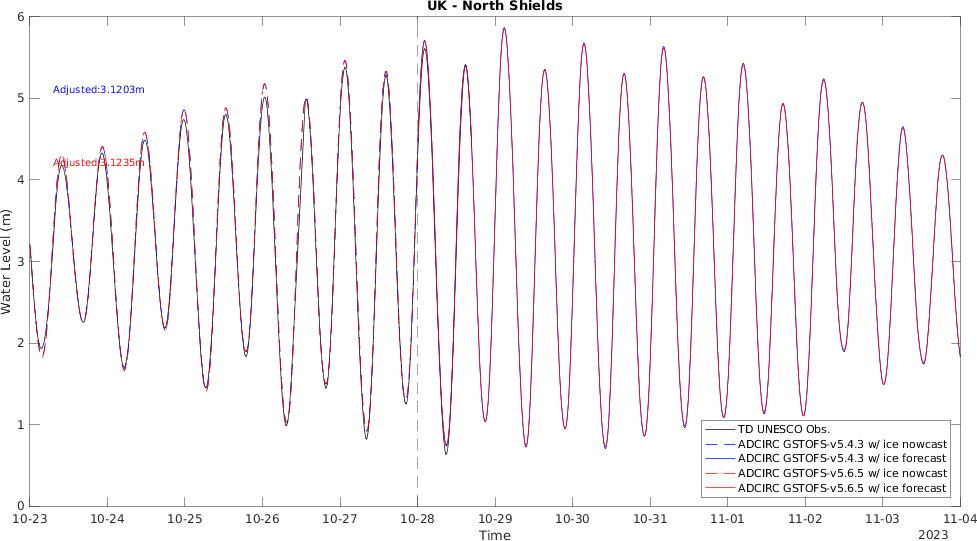 UK - North Shields
6
5
4
3
2
1
0
Water Level (m)
Adjusted:3.1203m
Adjusted:3.1235m
TD UNESCO Obs.
ADCIRC GSTOFS-v5.4.3 w/ ice nowcast
ADCIRC GSTOFS-v5.4.3 w/ ice forecast
ADCIRC GSTOFS-v5.6.5 w/ ice nowcast
ADCIRC GSTOFS-v5.6.5 w/ ice forecast
10-23 10-24 10-25 10-26 10-27 10-28 10-29 10-30 10-31 11-01 11-02 11-03 11-04
Time
2023